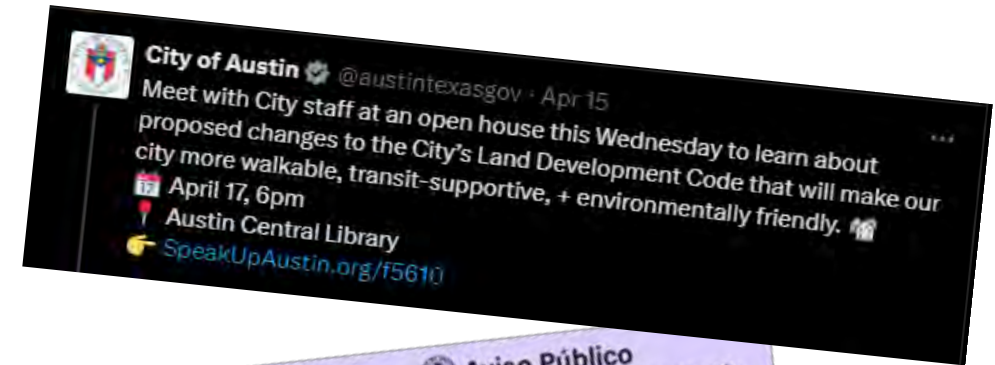 City of Austin @austintexasgov · Apr 15
Meet with City staff at an open house this Wednesday to learn about
proposed changes to the City's Land Development Code that will make our
city more walkable, transit-supportive, + environmentally friendly.
April 17, 6pm
Austin Central Library
SpeakUpAustin.org/f5610
Aviso Público